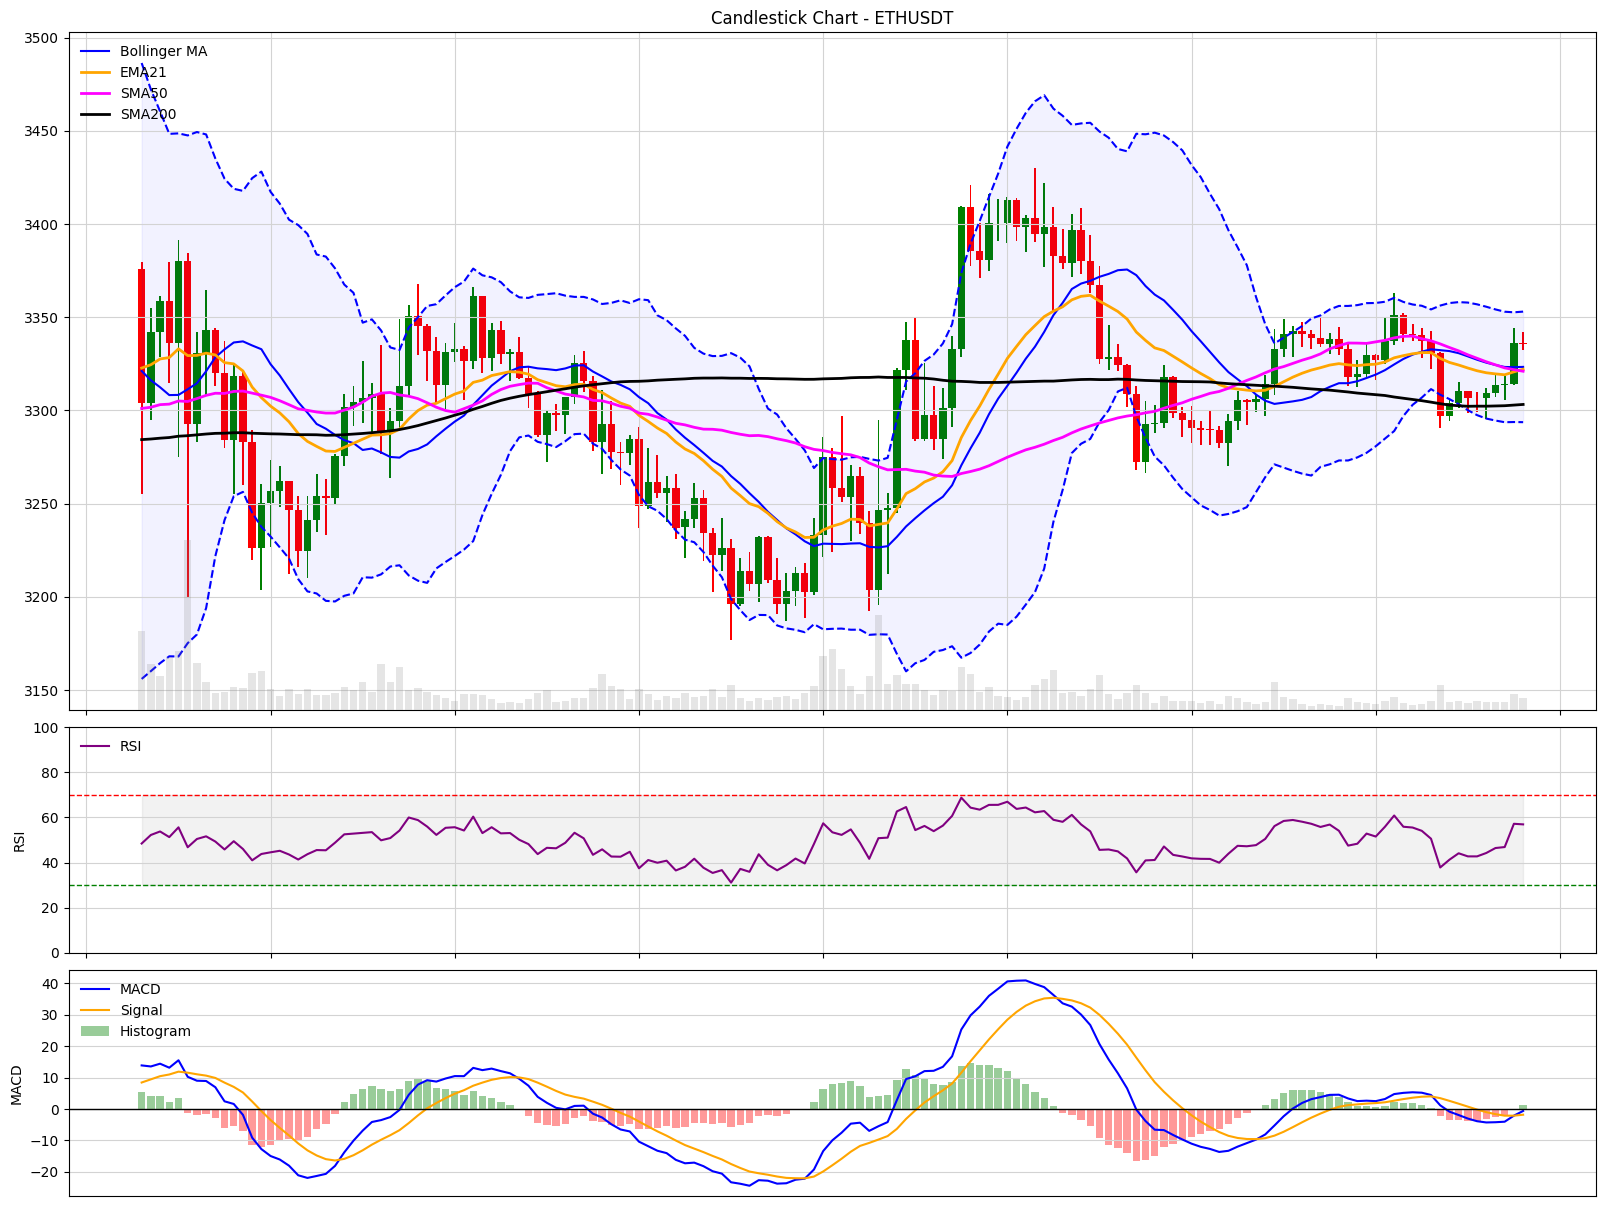 Candlestick Chart - ETHUSDT
3500
3450
3400
3350
3300
3250
3200
3150
Bollinger MA
EMA21
SMA50
SMA200
RSI
100
80
60
40
20
0
RSI
MACD
40
30
20
10
0
−10
−20
MACD
Signal
Histogram